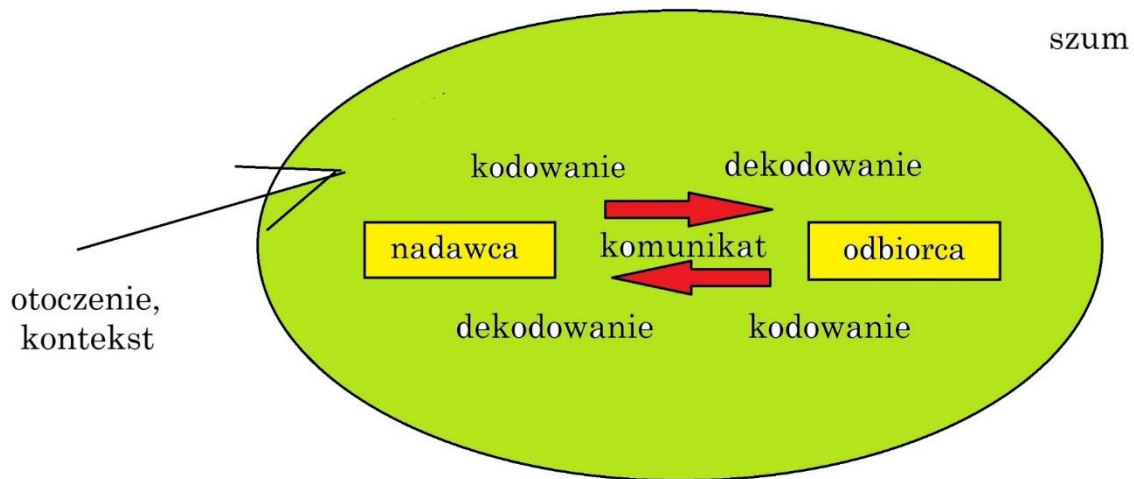 szum
kodowanie dekodowanie
nadawca komunikat odbiorca
otoczenie,
kontekst
dekodowanie kodowanie